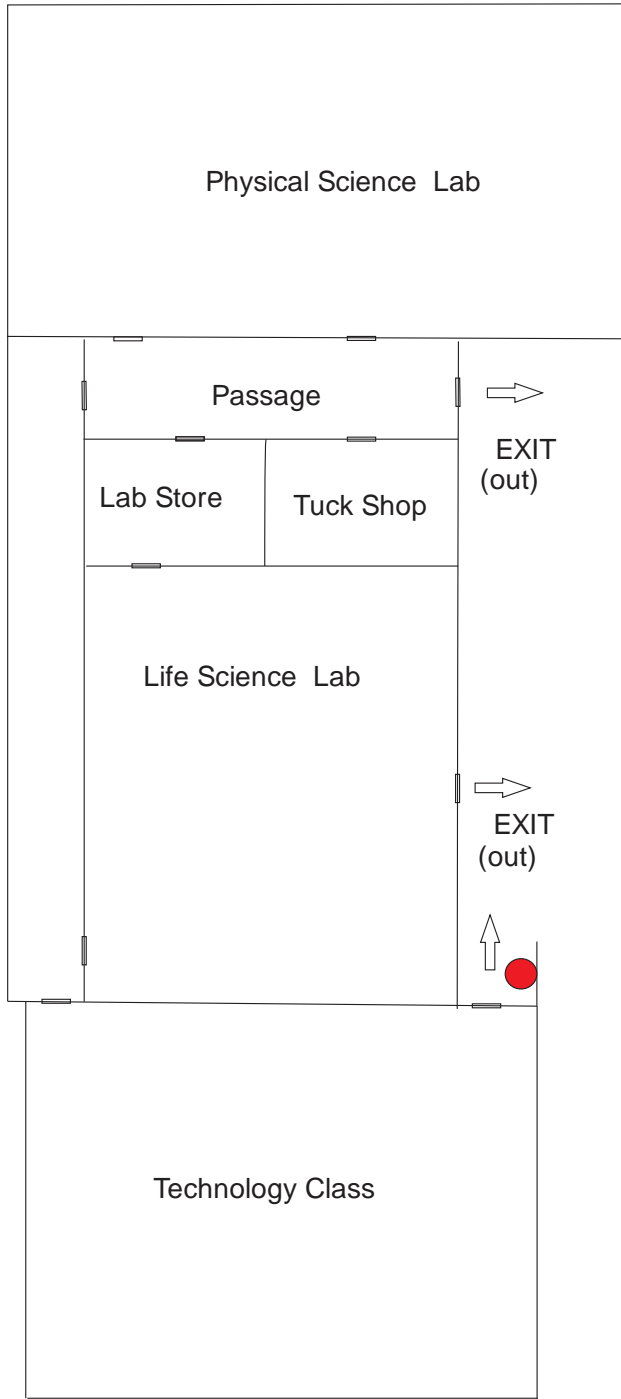 Physical Science Lab
Passage
EXIT
(out)
Lab Store
Tuck Shop
Life Science Lab
EXIT
(out)
Technology Class